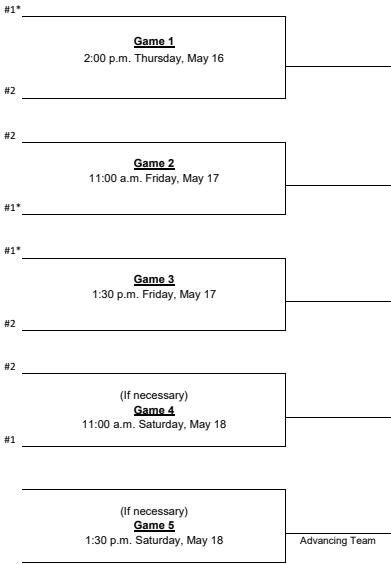 #1*
Game 1
2:00 p.m. Thursday, May 16
#2
#2
Game 2
11:00 a.m. Friday, May 17
#1*
#1*
Game 3
1:30 p.m. Friday, May 17
#2
#2
(If necessary)
Game 4
11:00 a.m. Saturday, May 18
#1
(If necessary)
Game 5
1:30 p.m. Saturday, May 18
Advancing Team